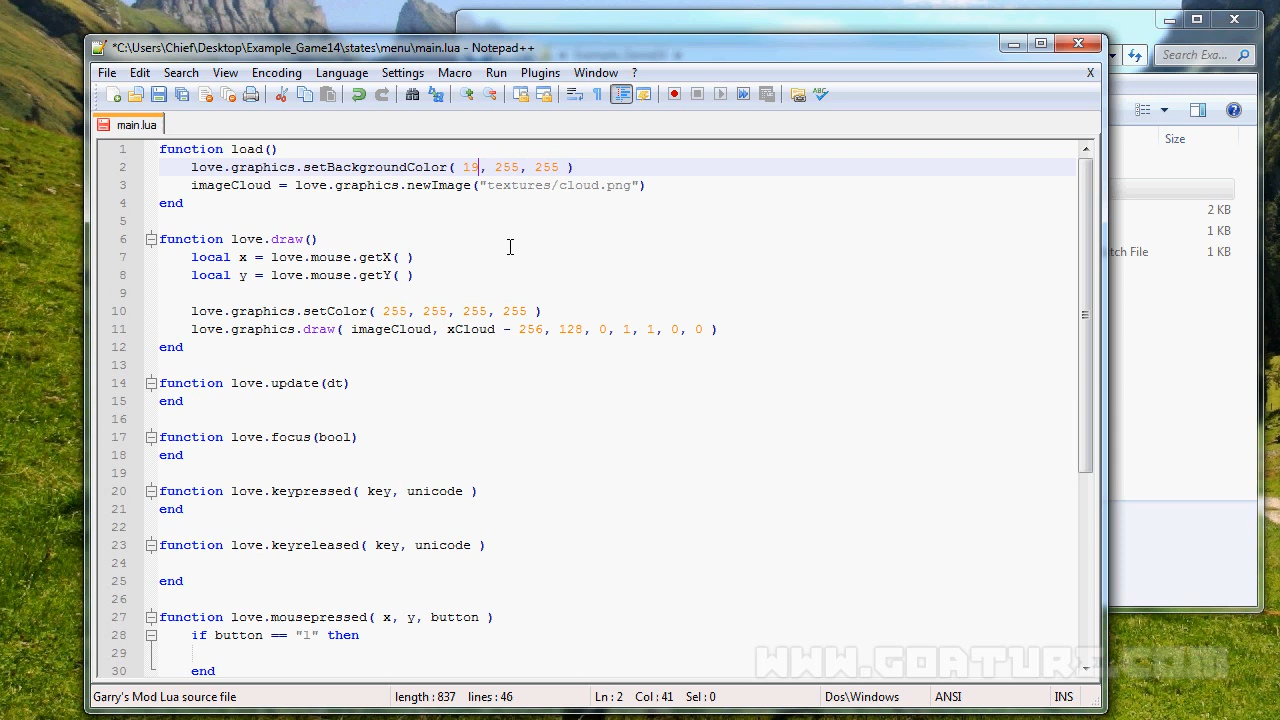 *C:\Users\Chief\Desktop\Example_Game14\states\menu\main.lua - Notepad++
Search Exa...
File Edit Search View Encoding Language Settings Macro Run Plugins Window ? X
main.lua
Size
1 function load()
2 love.graphics.setBackgroundColor( 19, 255, 255 )
3 imageCloud = love.graphics.newImage("textures/cloud.png")
4 end
5
6 function love.draw()
7 local x = love.mouse.getX( )
8 local y = love.mouse.getY( )
9
10 love.graphics.setColor( 255, 255, 255, 255 )
11 love.graphics.draw( imageCloud, xCloud - 256, 128, 0, 1, 1, 0, 0 )
12 end
13
14 function love.update(dt)
15 end
16
17 function love.focus(bool)
18 end
19
20 function love.keypressed( key, unicode )
21 end
22
23 function love.keyreleased( key, unicode )
24
25 end
26
27 function love.mousepressed( x, y, button )
28 if button == "l" then
29
30 end
2 KB
1 KB
tch File 1 KB
www.goature.com
Garry's Mod Lua source file length : 837 lines : 46 Ln : 2 Col : 41 Sel : 0 Dos\Windows ANSI INS